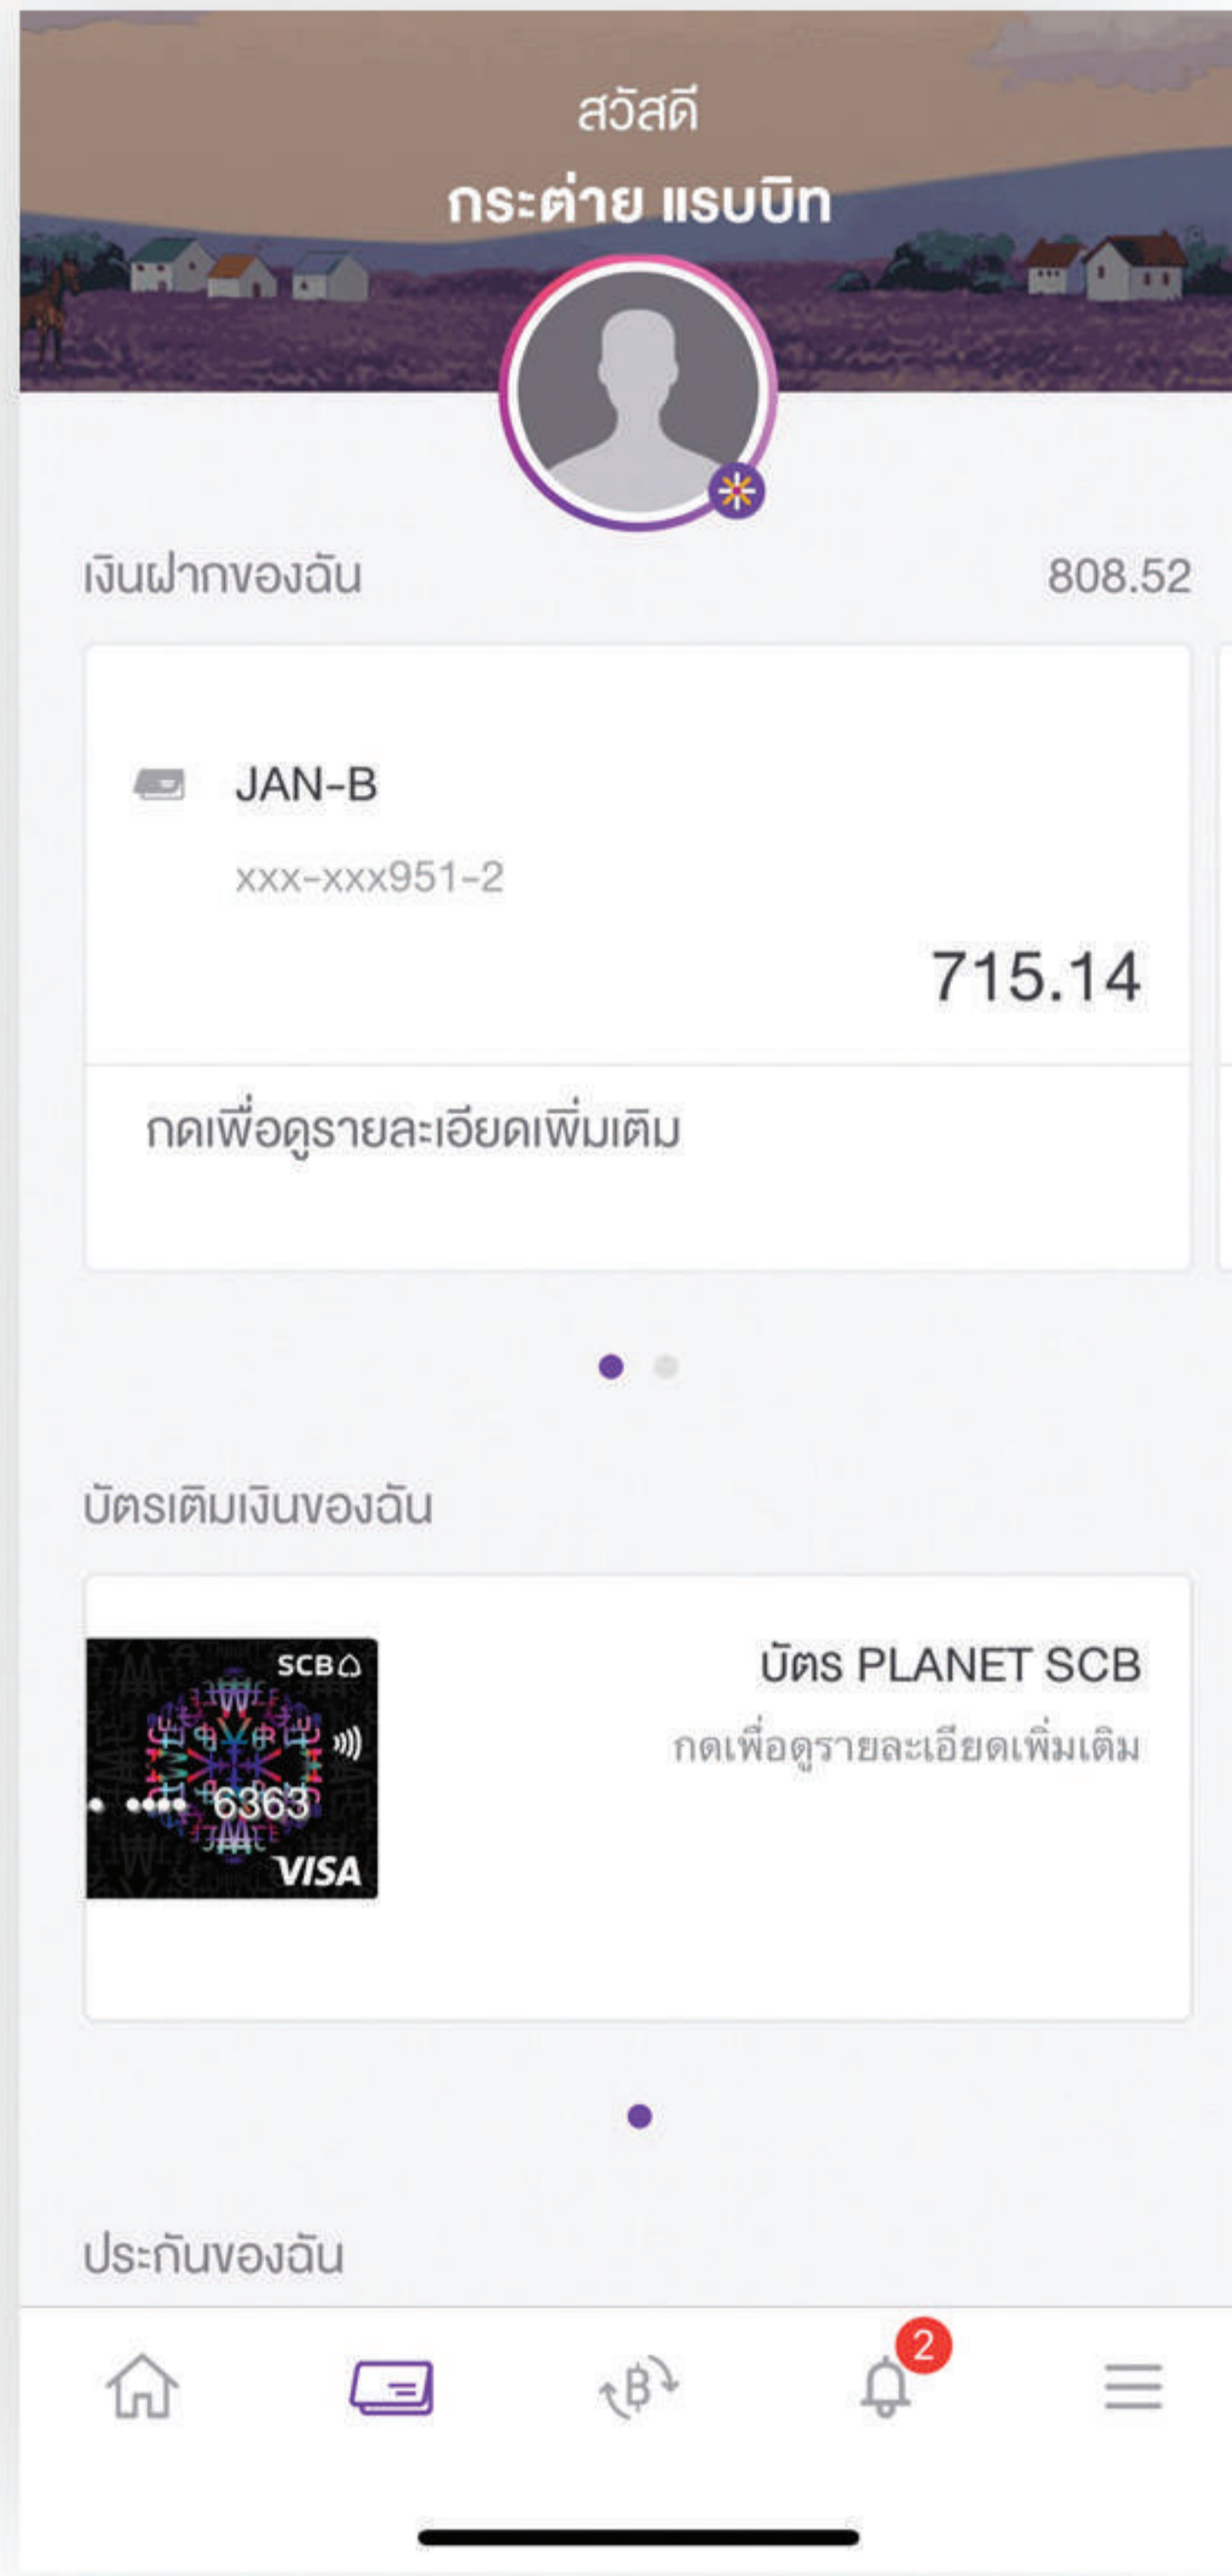 สวัสดี
กระต่าย แรบบิท
เงินฝากของฉัน 808.52
JAN-B
xxx-xxx951-2
715.14
กดเพื่อดูรายละเอียดเพิ่มเติม
บัตรเติมเงินของฉัน
SCB
•••• 6363
VISA
บัตร PLANET SCB
กดเพื่อดูรายละเอียดเพิ่มเติม
ประกันของฉัน
฿
2